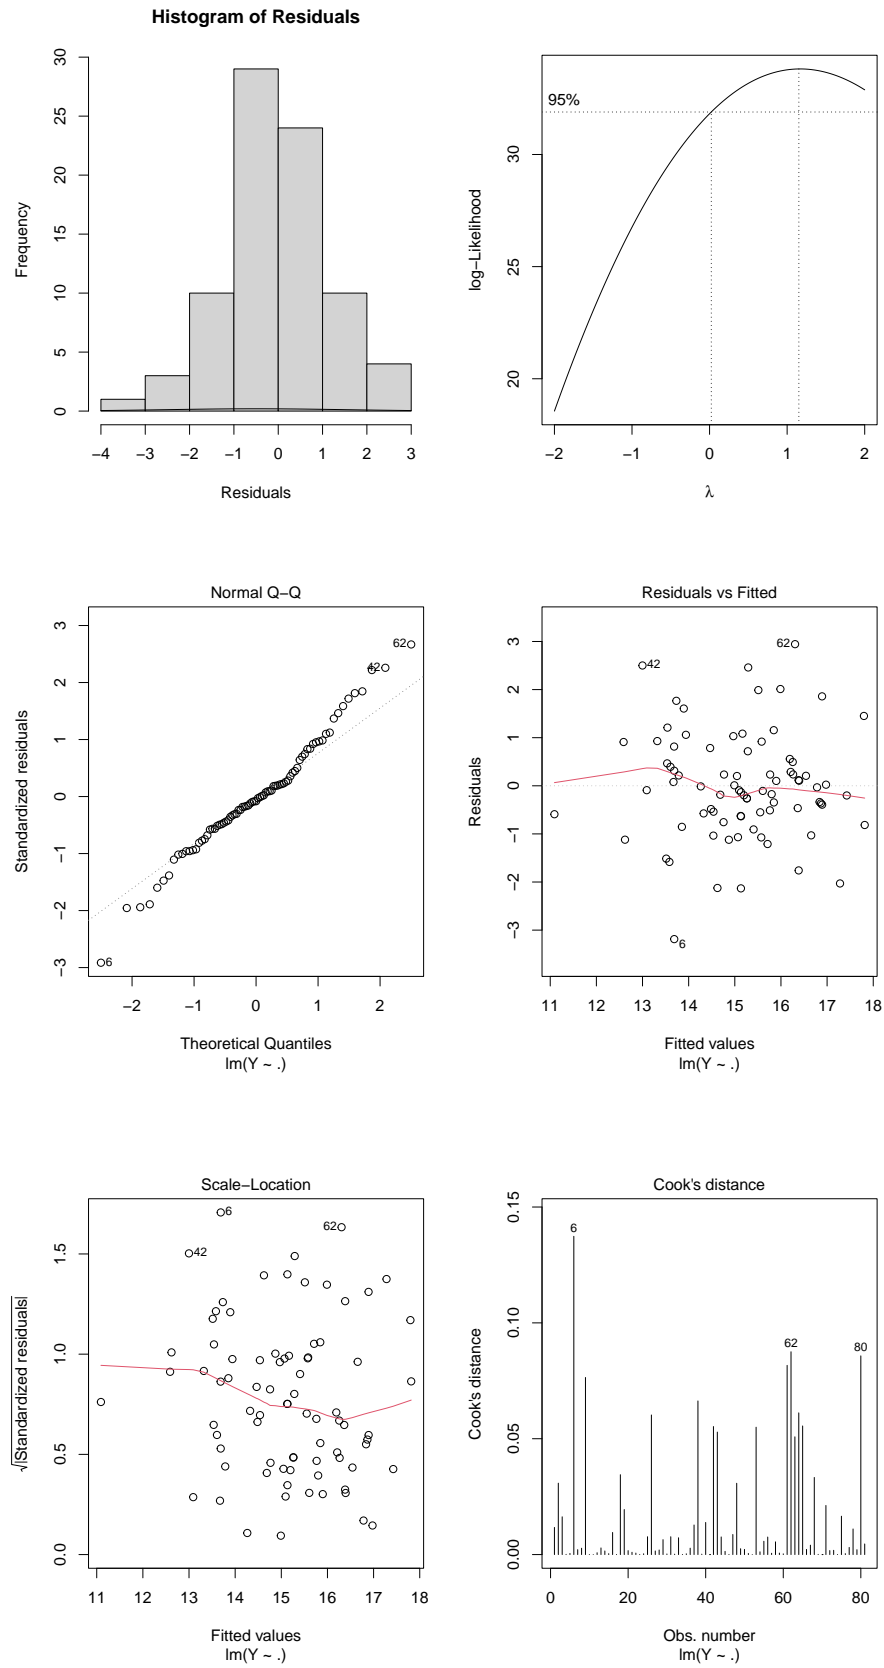 Histogram of Residuals
Frequency
30
25
20
15
10
5
0
−4 −3 −2 −1 0 1 2 3
Residuals
95%
log−Likelihood
30
25
20
−2 −1 0 1 2
λ
Normal Q−Q
Standardized residuals
3
2
1
0
−1
−2
−3
62
42
6
−2 −1 0 1 2
Theoretical Quantiles
lm(Y ~ .)
Residuals vs Fitted
Residuals
3
2
1
0
−1
−2
−3
62
42
6
11 12 13 14 15 16 17 18
Fitted values
lm(Y ~ .)
Scale−Location
√|Standardized residuals|
1.5
1.0
0.5
0.0
6
62
42
11 12 13 14 15 16 17 18
Fitted values
lm(Y ~ .)
Cook's distance
Cook's distance
0.15
0.10
0.05
0.00
6
62
80
0 20 40 60 80
Obs. number
lm(Y ~ .)